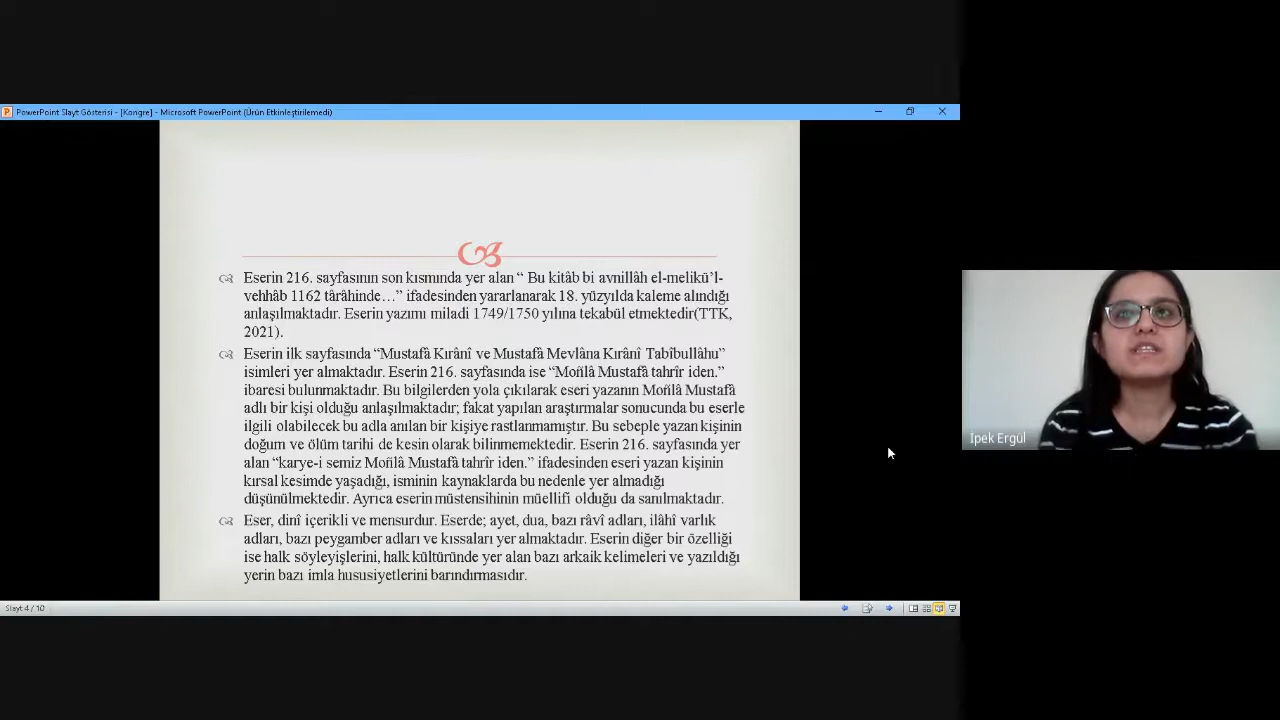 PowerPoint Slayt Gösterisi - [Kongre] - Microsoft PowerPoint (Ürün Etkinleştirilemedi)
Eserin 216. sayfasının son kısmında yer alan “ Bu kitâb bi avnillâh el-melikü’l-
vehhâb 1162 târâhinde…” ifadesinden yararlanarak 18. yüzyılda kaleme alındığı
anlaşılmaktadır. Eserin yazımı miladi 1749/1750 yılına tekabül etmektedir(TTK,
2021).
Eserin ilk sayfasında “Mustafâ Kırânî ve Mustafâ Mevlâna Kırânî Tabîbullâhu”
isimleri yer almaktadır. Eserin 216. sayfasında ise “Moñlâ Mustafâ tahrîr iden.”
ibaresi bulunmaktadır. Bu bilgilerden yola çıkılarak eseri yazanın Moñlâ Mustafâ
adlı bir kişi olduğu anlaşılmaktadır; fakat yapılan araştırmalar sonucunda bu eserle
ilgili olabilecek bu adla anılan bir kişiye rastlanmamıştır. Bu sebeple yazan kişinin
doğum ve ölüm tarihi de kesin olarak bilinmemektedir. Eserin 216. sayfasında yer
alan “karye-i semiz Moñlâ Mustafâ tahrîr iden.” ifadesinden eseri yazan kişinin
kırsal kesimde yaşadığı, isminin kaynaklarda bu nedenle yer almadığı
düşünülmektedir. Ayrıca eserin müstensihinin müellifi olduğu da sanılmaktadır.
Eser, dinî içerikli ve mensurdur. Eserde; ayet, dua, bazı râvî adları, ilâhî varlık
adları, bazı peygamber adları ve kıssaları yer almaktadır. Eserin diğer bir özelliği
ise halk söyleyişlerini, halk kültüründe yer alan bazı arkaik kelimeleri ve yazıldığı
yerin bazı imla hususiyetlerini barındırmasıdır.
Slayt 4 / 10
İpek Ergül